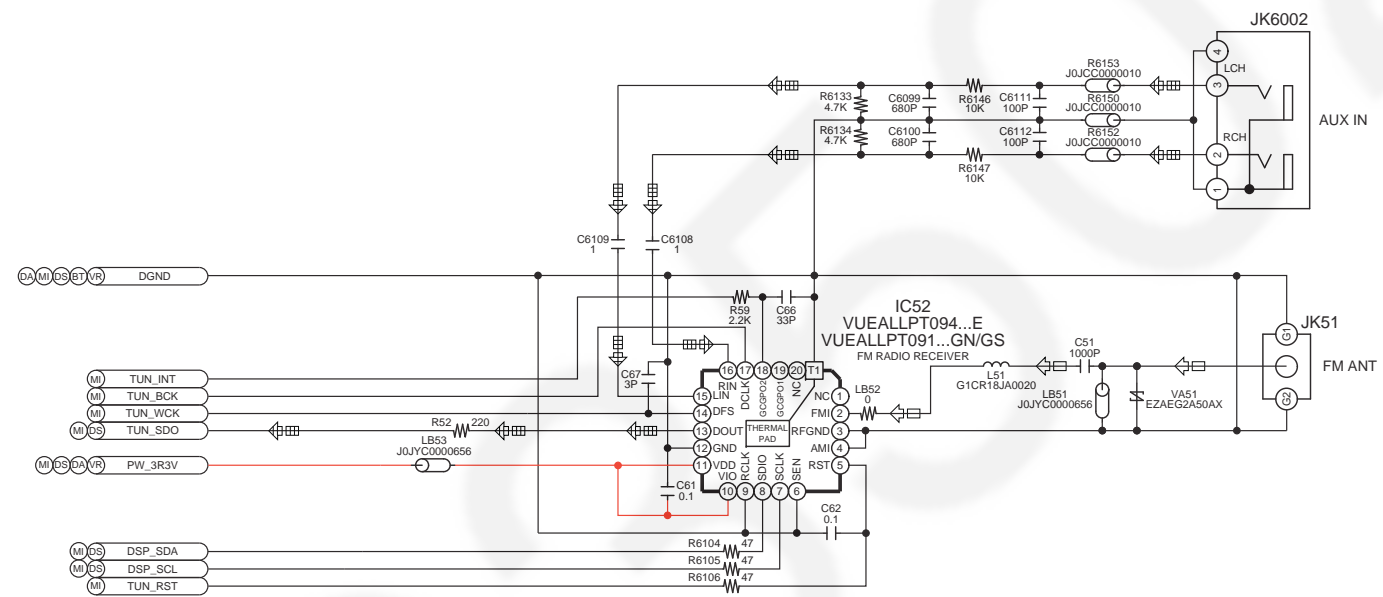 JK6002
4
LCH
3
RCH
2
1
AUX IN
R6153
J0JCC0000010
R6150
J0JCC0000010
R6152
J0JCC0000010
R6133
4.7K
R6134
4.7K
C6099
680P
C6100
680P
R6146
10K
R6147
10K
C6111
100P
C6112
100P
C6109
1
C6108
1
DA MI DS BT VR DGND
R59
2.2K
C66
33P
IC52
VUEALLPT094...E
VUEALLPT091...GN/GS
FM RADIO RECEIVER
JK51
G1
G2
FM ANT
C51
1000P
L51
G1CR18JA0020
LB51
J0JYC0000656
VA51
EZAEG2A50AX
LB52
0
C67
3P
MI TUN_INT
MI TUN_BCK
MI TUN_WCK
MI DS TUN_SDO
R52 220
LB53
J0JYC0000656
MI DS DA VR PW_3R3V
16 17 18 19 20 T1
RIN
DCLK
GCGPO2
GCGPO1
NC
15 LIN
14 DFS
13 DOUT
12 GND
11 VDD
VIO
RCLK
SDIO
SCLK
SEN
10 9 8 7 6
NC 1
FMI 2
RFGND 3
AMI 4
RST 5
THERMAL
PAD
C61
0.1
C62
0.1
MI DS DSP_SDA
MI DS DSP_SCL
MI TUN_RST
R6104 47
R6105 47
R6106 47